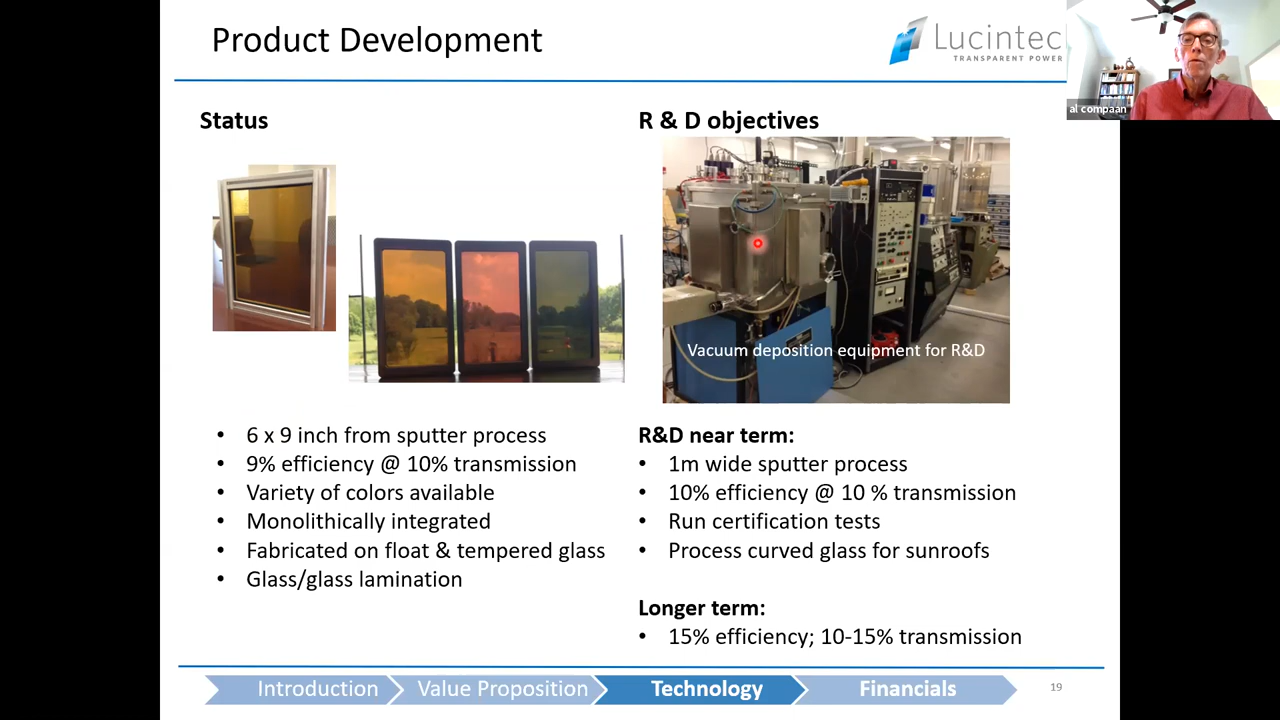 Product Development
Lucintec
TRANSPARENT POWER
al compaan
Status
6 x 9 inch from sputter process
9% efficiency @ 10% transmission
Variety of colors available
Monolithically integrated
Fabricated on float & tempered glass
Glass/glass lamination
R & D objectives
Vacuum deposition equipment for R&D
R&D near term:
1m wide sputter process
10% efficiency @ 10 % transmission
Run certification tests
Process curved glass for sunroofs
Longer term:
15% efficiency; 10-15% transmission
Introduction
Value Proposition
Technology
Financials
19